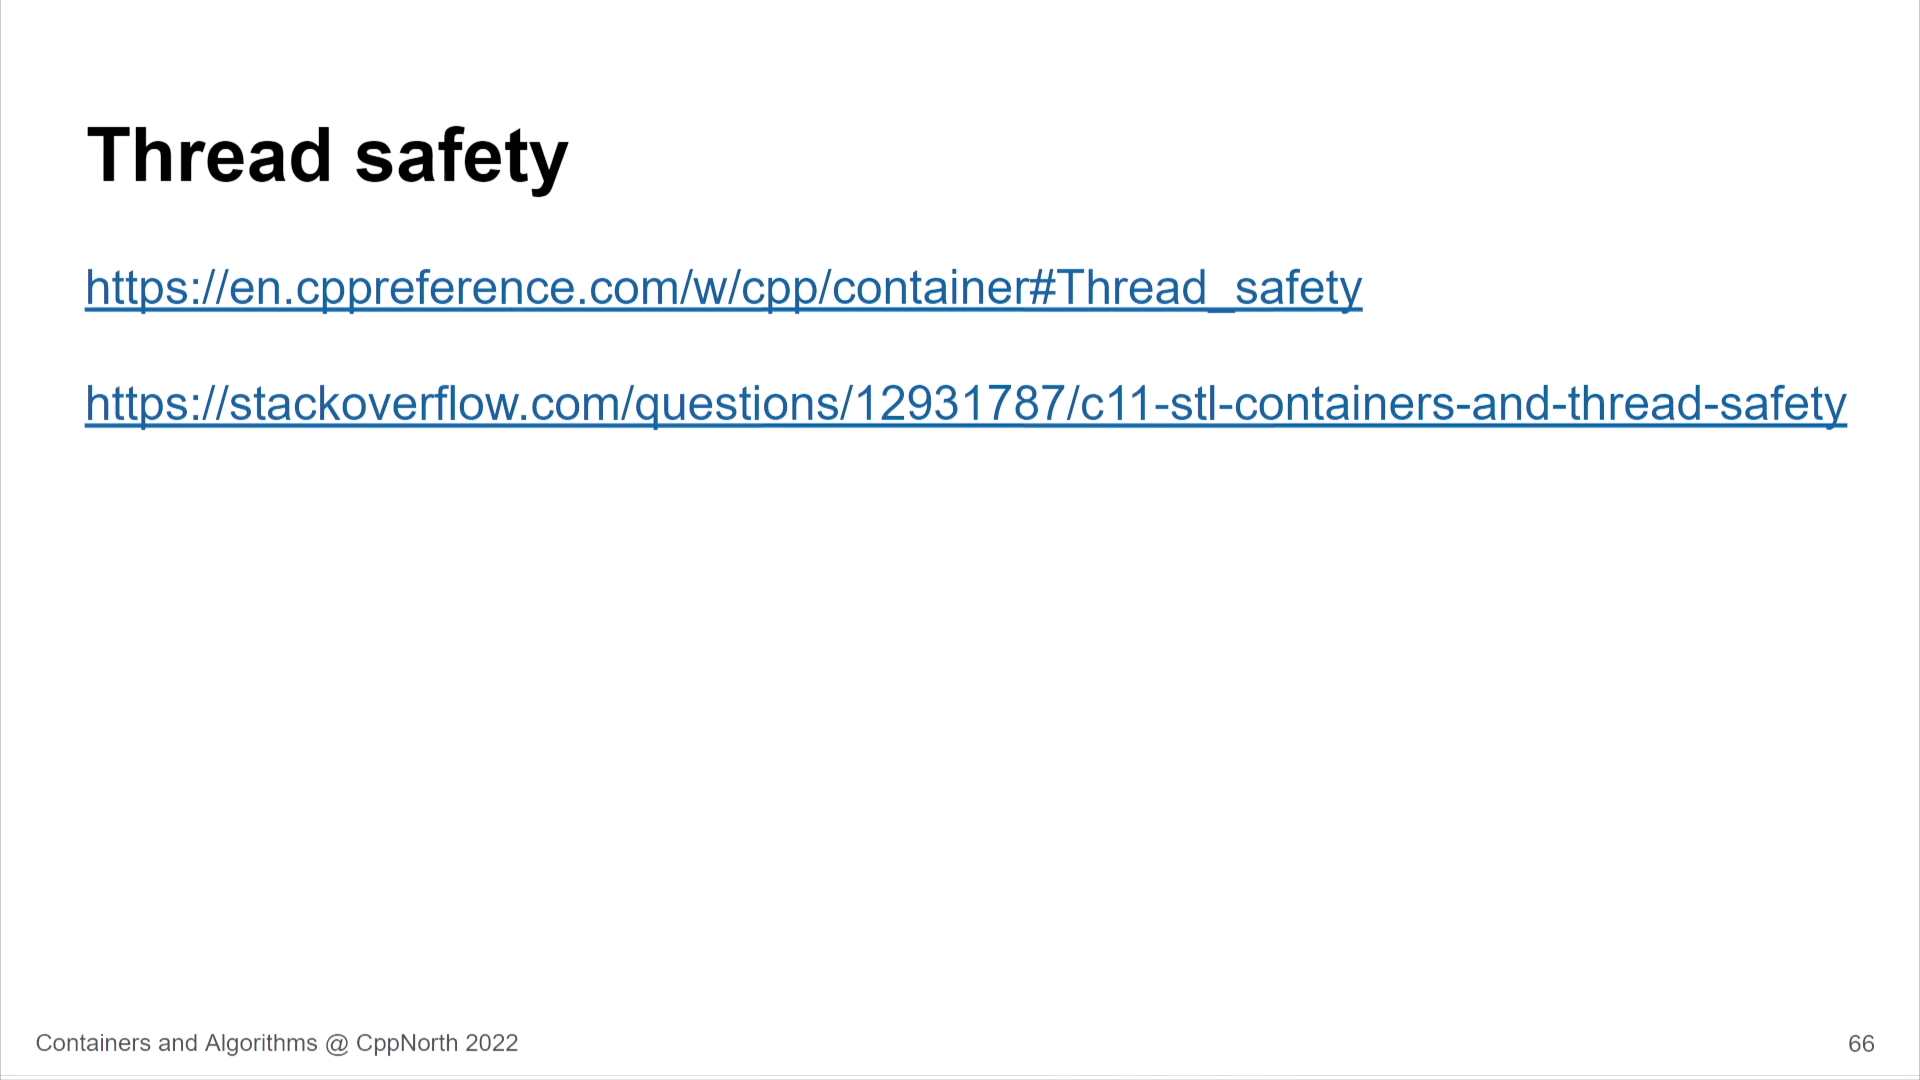 Thread safety
https://en.cppreference.com/w/cpp/container#Thread_safety
https://stackoverflow.com/questions/12931787/c11-stl-containers-and-thread-safety
Containers and Algorithms @ CppNorth 2022
66